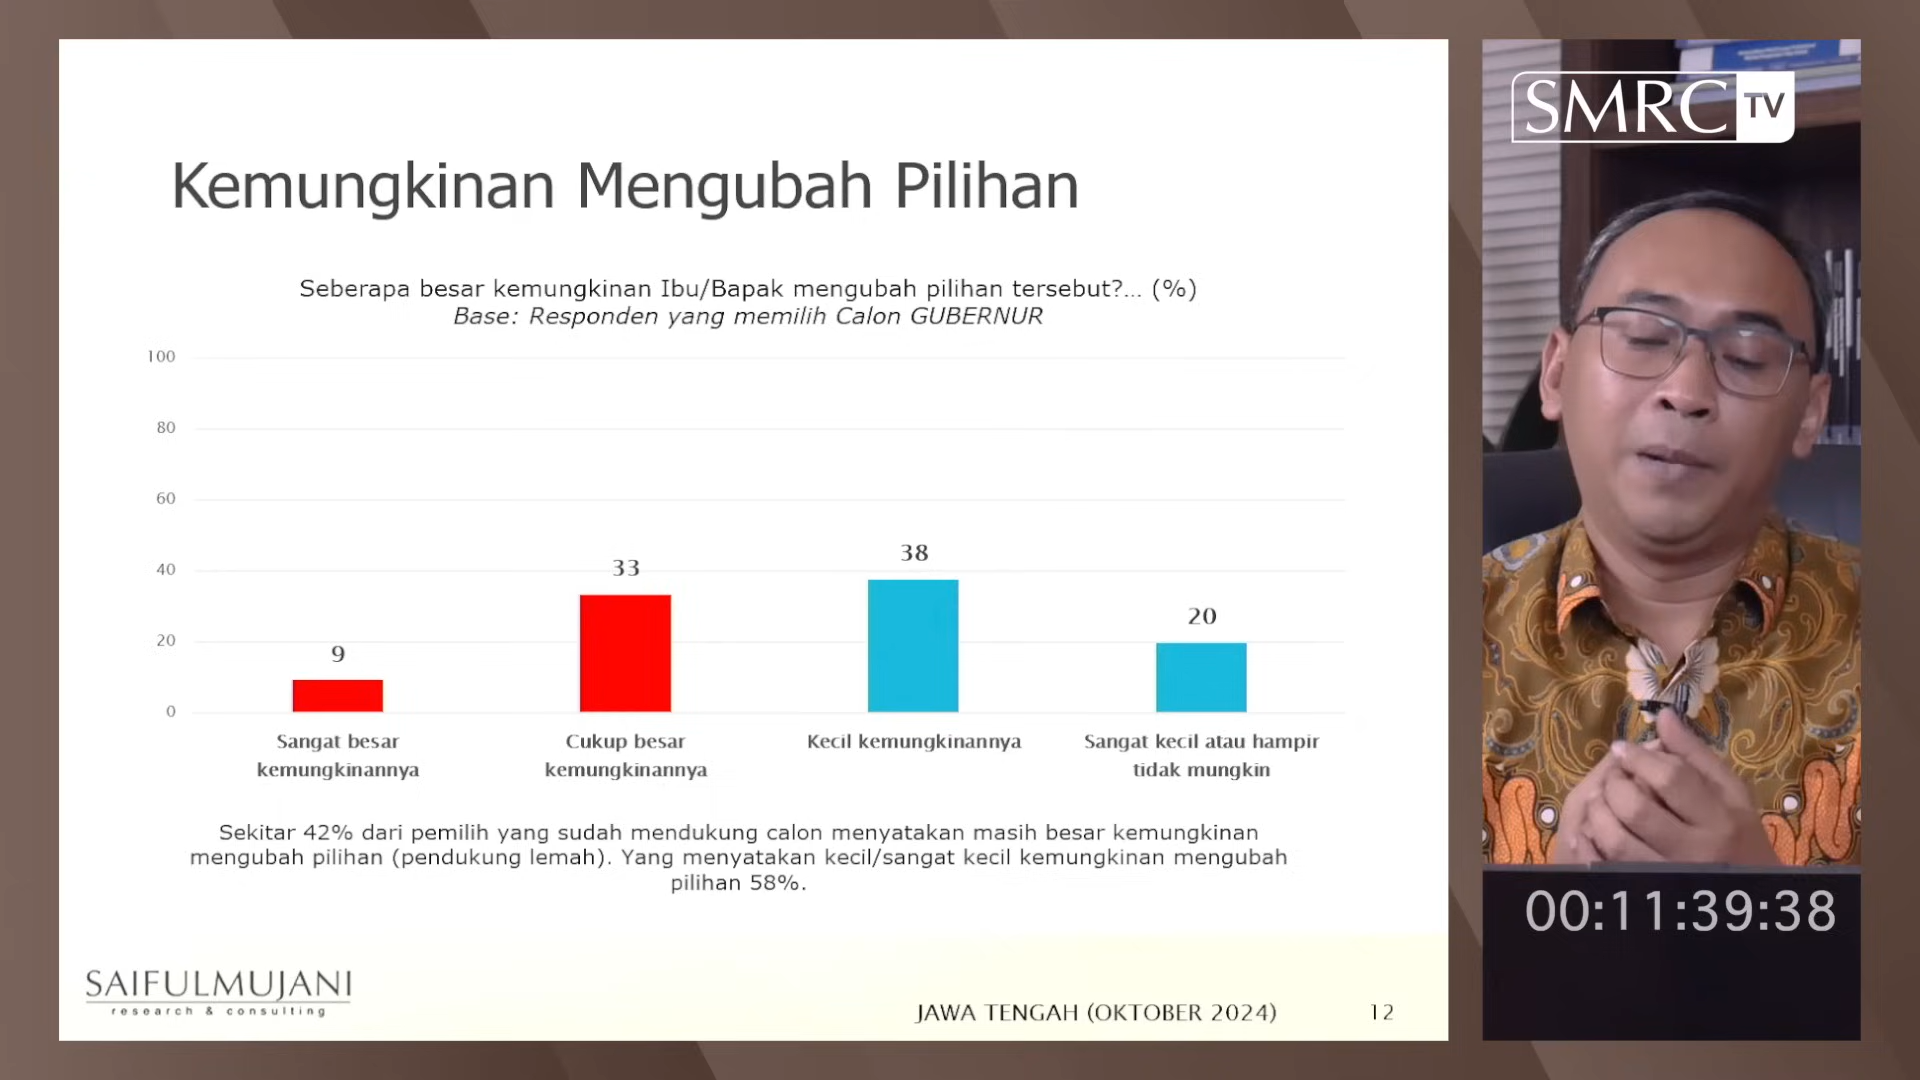 Kemungkinan Mengubah Pilihan
Seberapa besar kemungkinan Ibu/Bapak mengubah pilihan tersebut?... (%)
Base: Responden yang memilih Calon GUBERNUR
100
80
60
40
20
0
9
33
38
20
Sangat besar
kemungkinannya
Cukup besar
kemungkinannya
Kecil kemungkinannya
Sangat kecil atau hampir
tidak mungkin
Sekitar 42% dari pemilih yang sudah mendukung calon menyatakan masih besar kemungkinan
mengubah pilihan (pendukung lemah). Yang menyatakan kecil/sangat kecil kemungkinan mengubah
pilihan 58%.
SAIFULMUJANI
research & consulting
JAWA TENGAH (OKTOBER 2024)
12
SMRC TV
00:11:39:38